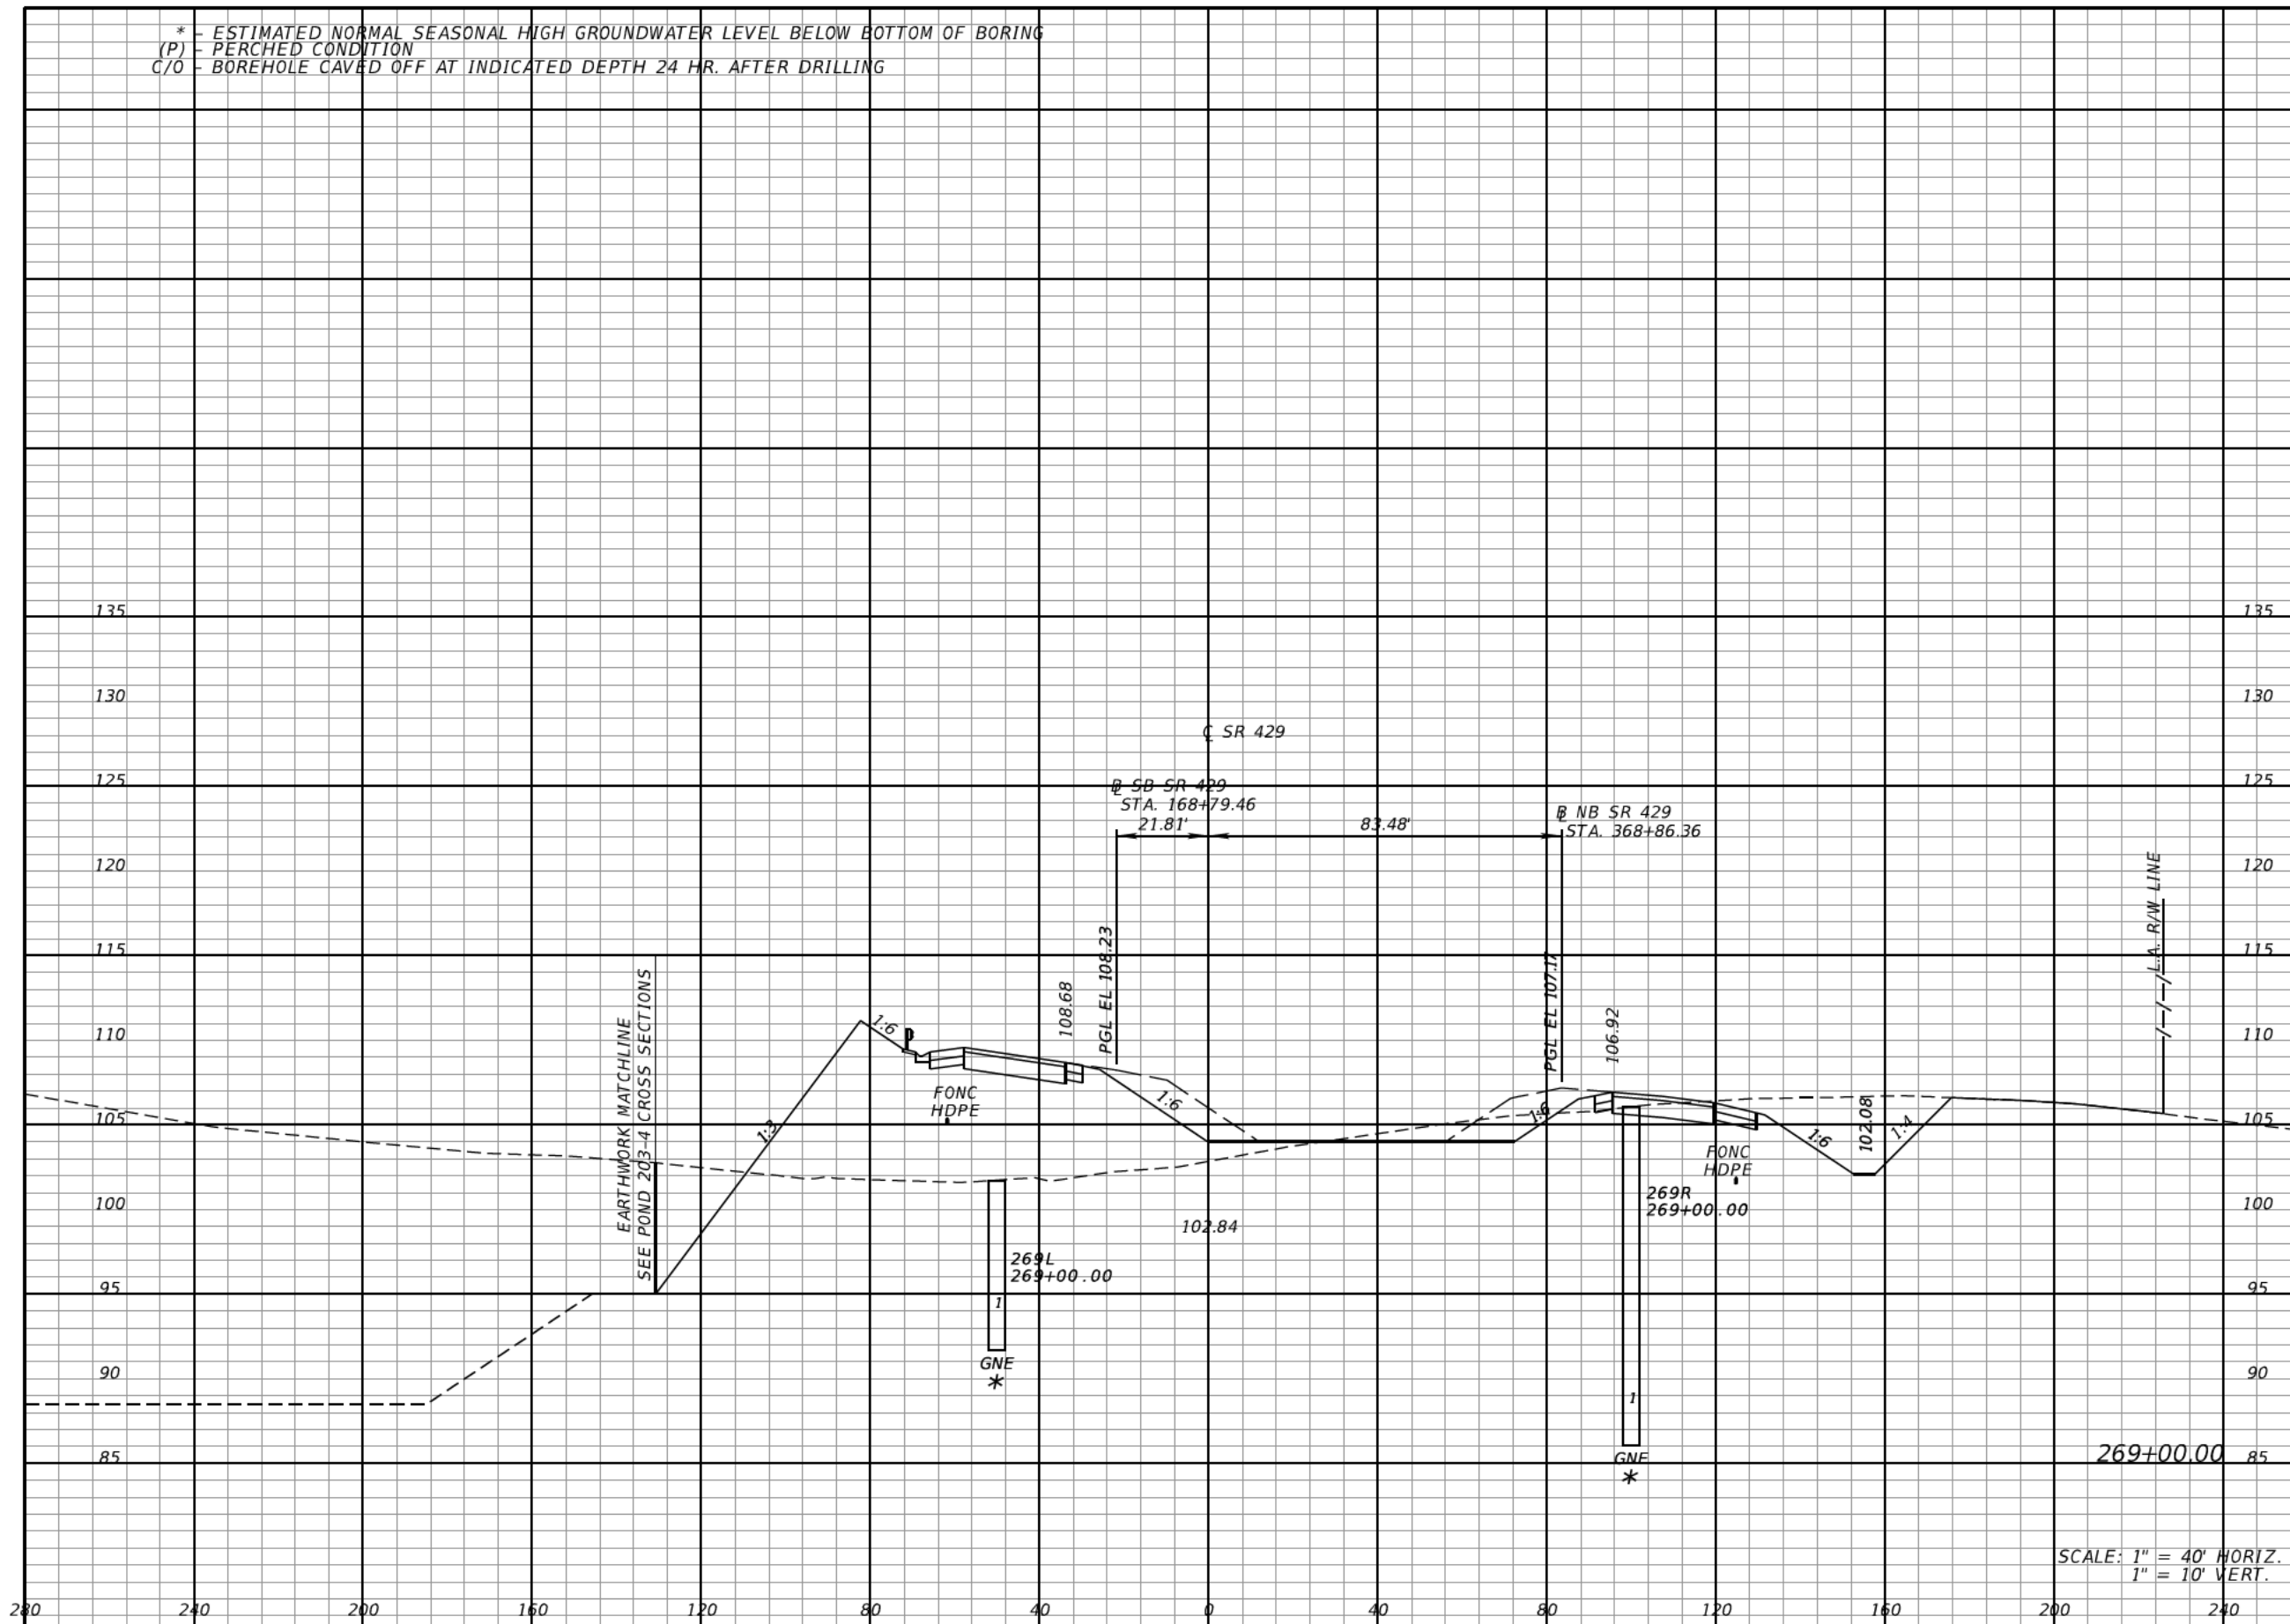 * – ESTIMATED NORMAL SEASONAL HIGH GROUNDWATER LEVEL BELOW BOTTOM OF BORING
(P) – PERCHED CONDITION
C/O – BOREHOLE CAVED OFF AT INDICATED DEPTH 24 HR. AFTER DRILLING
135
135
130
130
℄ SR 429
125
125
B̲L SB SR 429
STA. 168+79.46
21.81'
83.48'
B̲L NB SR 429
STA. 368+86.36
120
120
L.A. R/W LINE
115
115
EARTHWORK MATCHLINE
SEE POND 203-4 CROSS SECTIONS
108.68
PGL EL 108.23
PGL EL 107.17
106.92
110
110
1:6
FONC
HDPE
1:3
1:6
1:6
105
105
FONC
HDPE
1:6
102.08
1:4
100
100
269R
269+00.00
102.84
269L
269+00.00
95
95
1
GNE
*
90
90
1
GNE
*
85
85
269+00.00
SCALE: 1" = 40' HORIZ.
1" = 10' VERT.
280 240 200 160 120 80 40 0 40 80 120 160 200 240